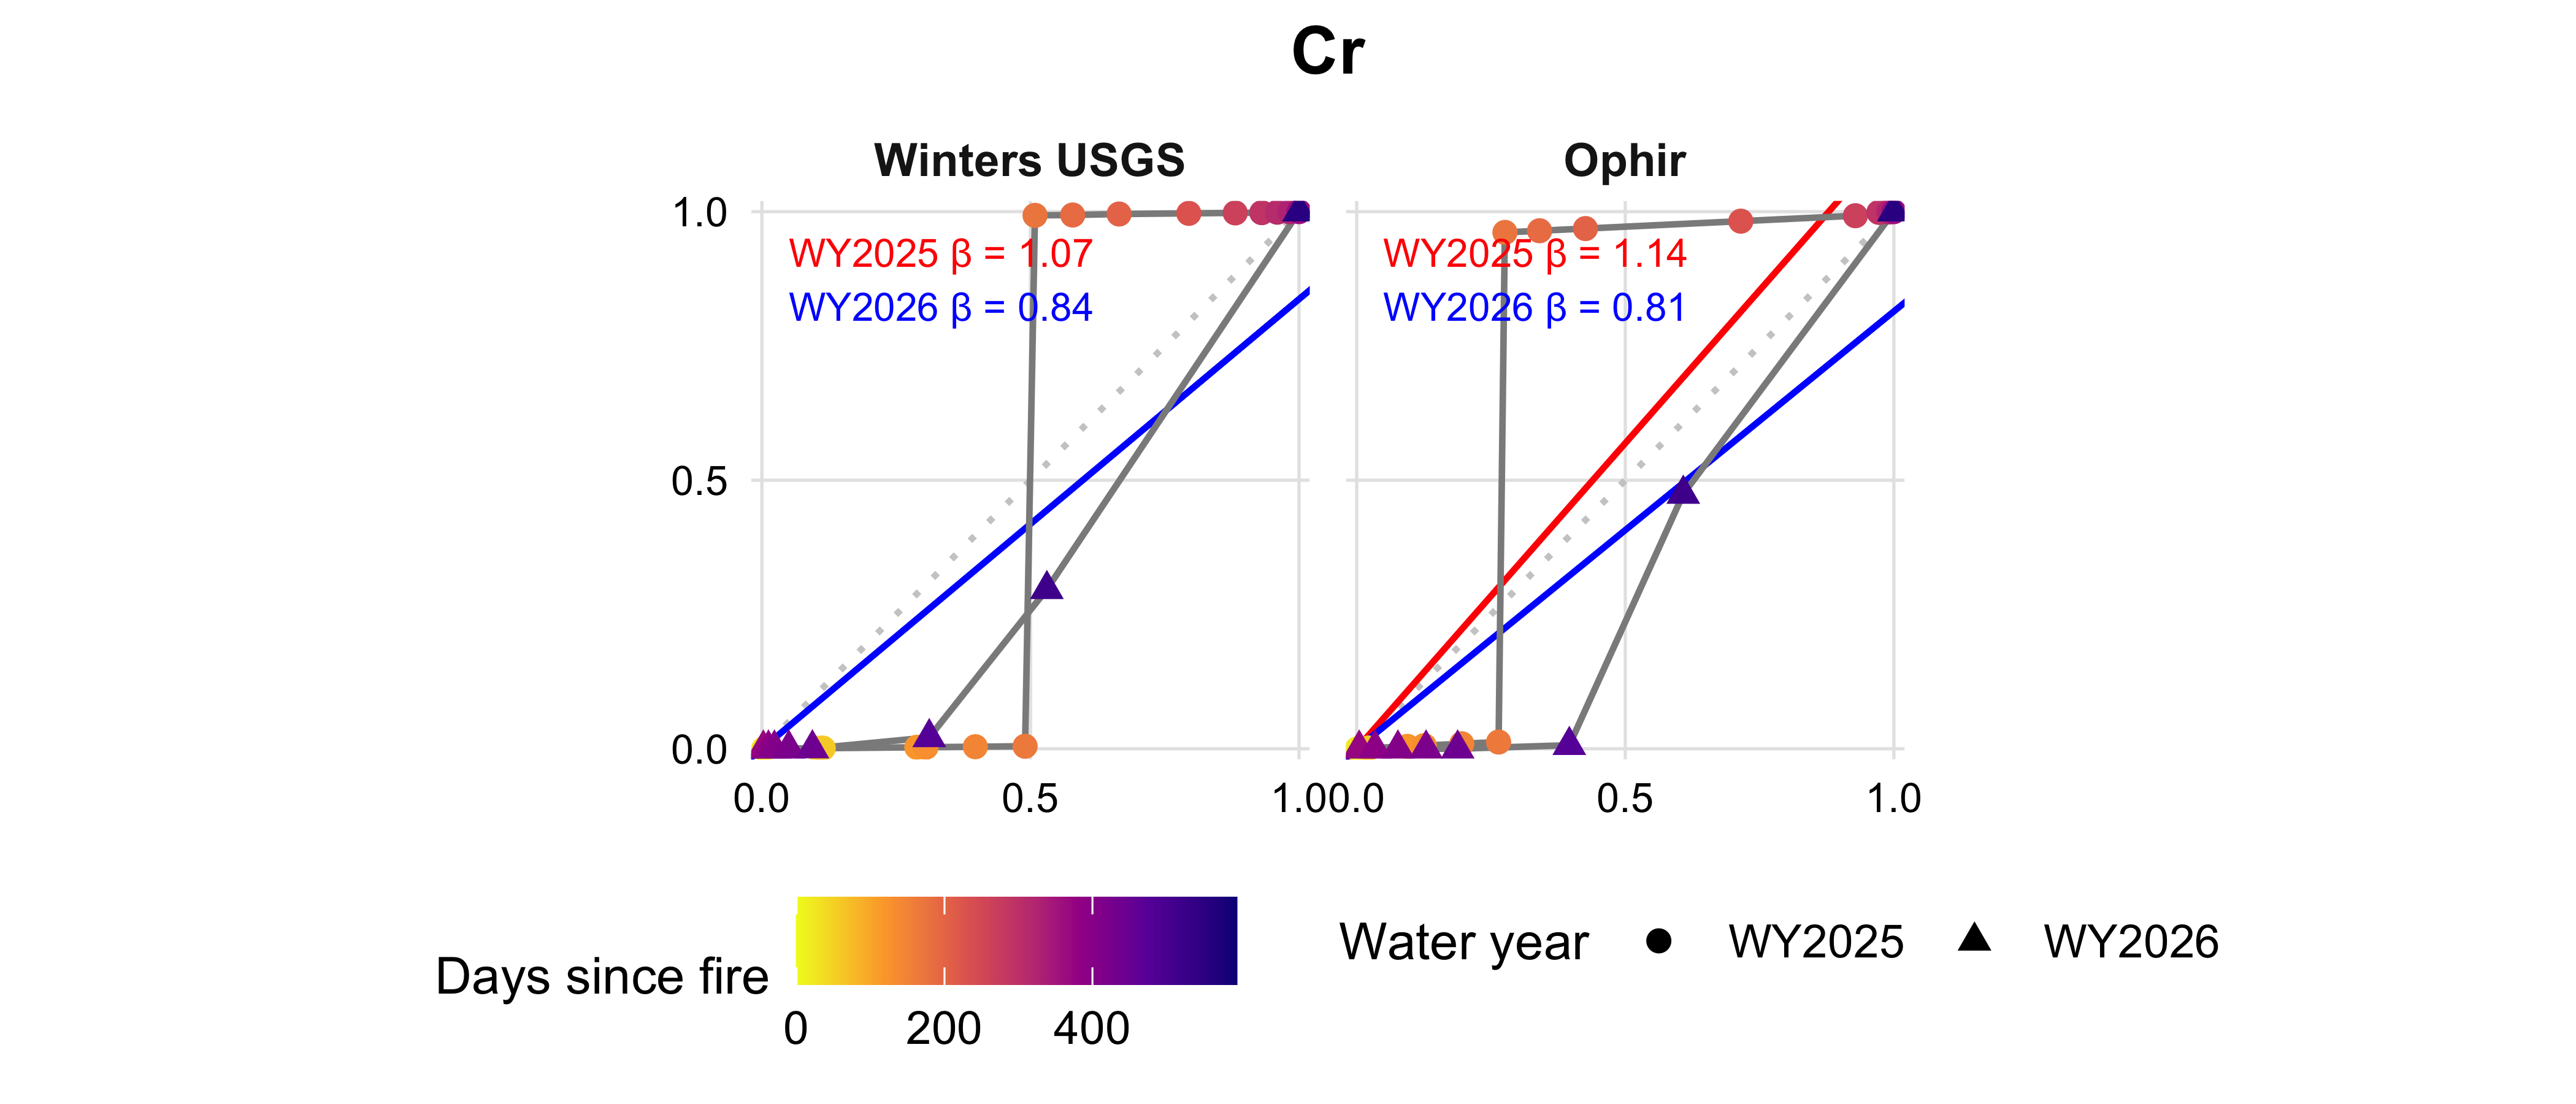 Cr
Winters USGS
Ophir
1.0
0.5
0.0
WY2025 β = 1.07
WY2026 β = 0.84
WY2025 β = 1.14
WY2026 β = 0.81
0.0 0.5 1.0
0.0 0.5 1.0
Days since fire
0 200 400
Water year WY2025 WY2026